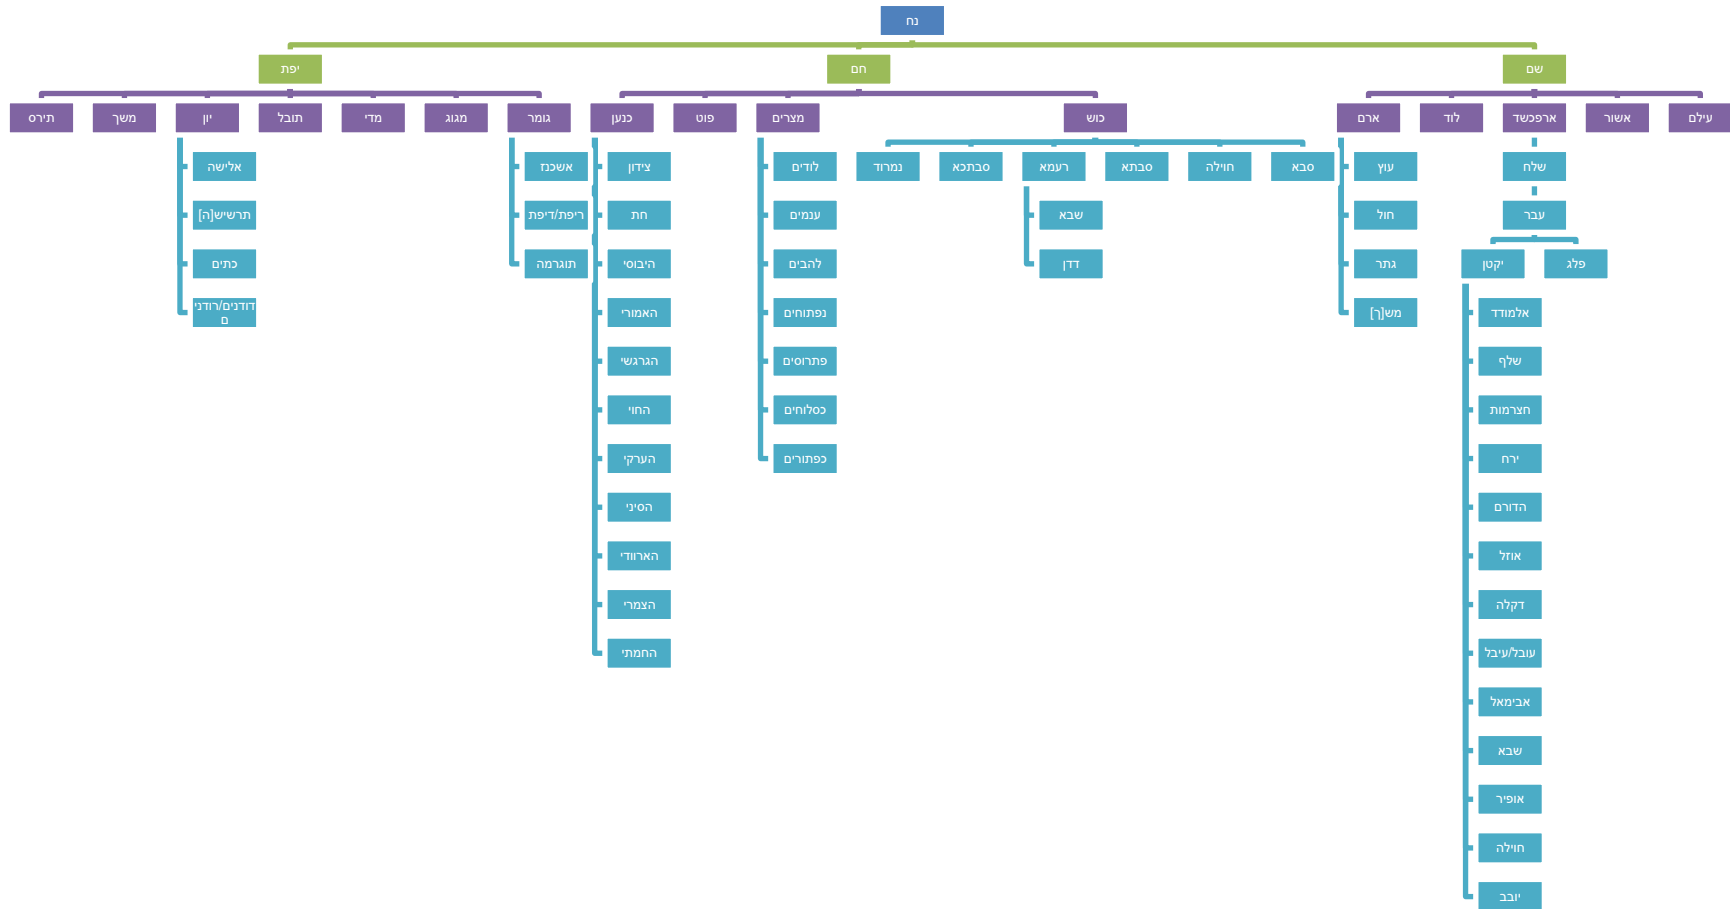 נח
שם
חם
יפת
עילם
אשור
ארפכשד
לוד
ארם
כוש
מצרים
פוט
כנען
גומר
מגוג
מדי
תובל
יון
משך
תירס
שלח
עבר
פלג
יקטן
אלמודד
שלף
חצרמות
ירח
הדורם
אוזל
דקלה
עובל/עיבל
אבימאל
שבא
אופיר
חוילה
יובב
עוץ
חול
גתר
מש[ך]
סבא
חוילה
סבתא
רעמא
סבתכא
נמרוד
שבא
דדן
לודים
ענמים
להבים
נפתוחים
פתרוסים
כסלוחים
כפתורים
צידון
חת
היבוסי
האמורי
הגרגשי
החוי
הערקי
הסיני
הארוודי
הצמרי
החמתי
אשכנז
ריפת/דיפת
תוגרמה
אלישה
תרשיש[ה]
כתים
דודנים/רודני
ם